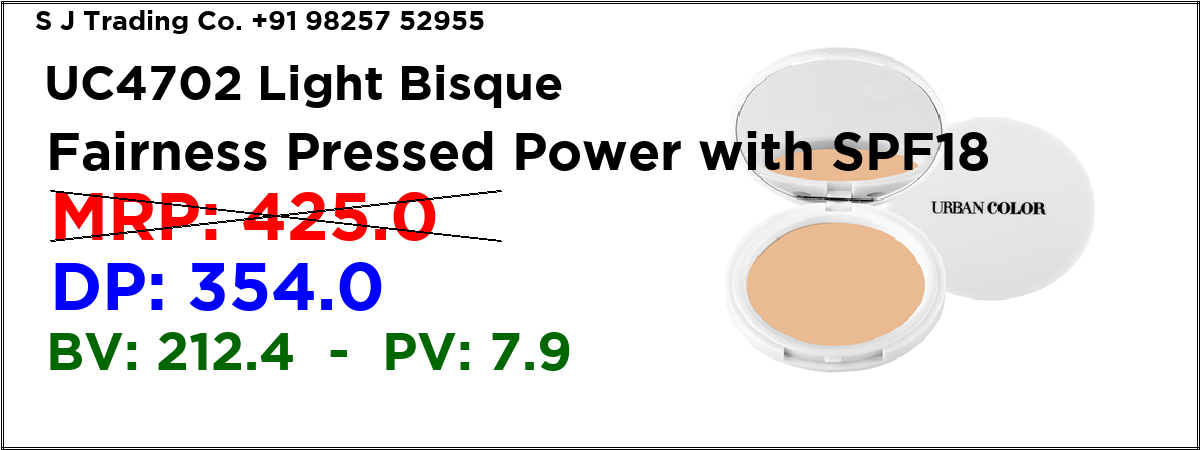 S J Trading Co. +91 98257 52955
UC4702 Light Bisque
Fairness Pressed Power with SPF18
MRP: 425.0
URBAN COLOR
DP: 354.0
BV: 212.4 - PV: 7.9